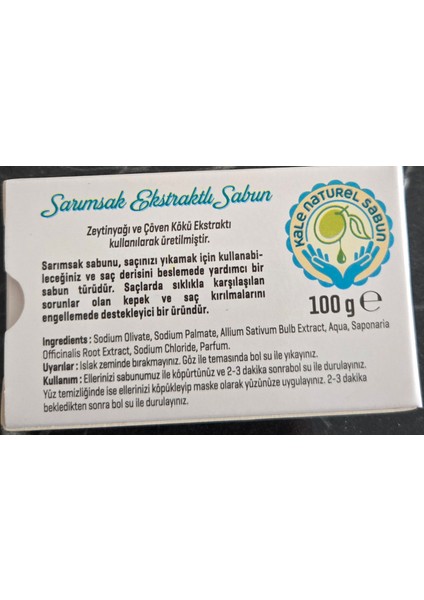 Sarımsak Ekstraktlı Sabun
Zeytinyağı ve Çöven Kökü Ekstraktı
kullanılarak üretilmiştir.
Sarımsak sabunu, saçınızı yıkamak için kullanabi-
leceğiniz ve saç derisini beslemede yardımcı bir
sabun türüdür. Saçlarda sıklıkla karşılaşılan
sorunlar olan kepek ve saç kırılmalarını
engellemede destekleyici bir üründür.
KALE NATUREL SABUN
100 g ℮
Ingredients : Sodium Olivate, Sodium Palmate, Allium Sativum Bulb Extract, Aqua, Saponaria
Officinalis Root Extract, Sodium Chloride, Parfum.
Uyarılar : Islak zeminde bırakmayınız. Göz ile temasında bol su ile yıkayınız.
Kullanım : Ellerinizi sabunumuz ile köpürtünüz ve 2-3 dakika sonrabol su ile durulayınız.
Yüz temizliğinde ise ellerinizi köpükleyip maske olarak yüzünüze uygulayınız. 2-3 dakika
bekledikten sonra bol su ile durulayınız.